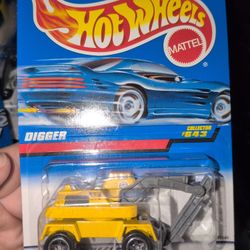 Hot Wheels
MATTEL
DIGGER
COLLECTOR
#643